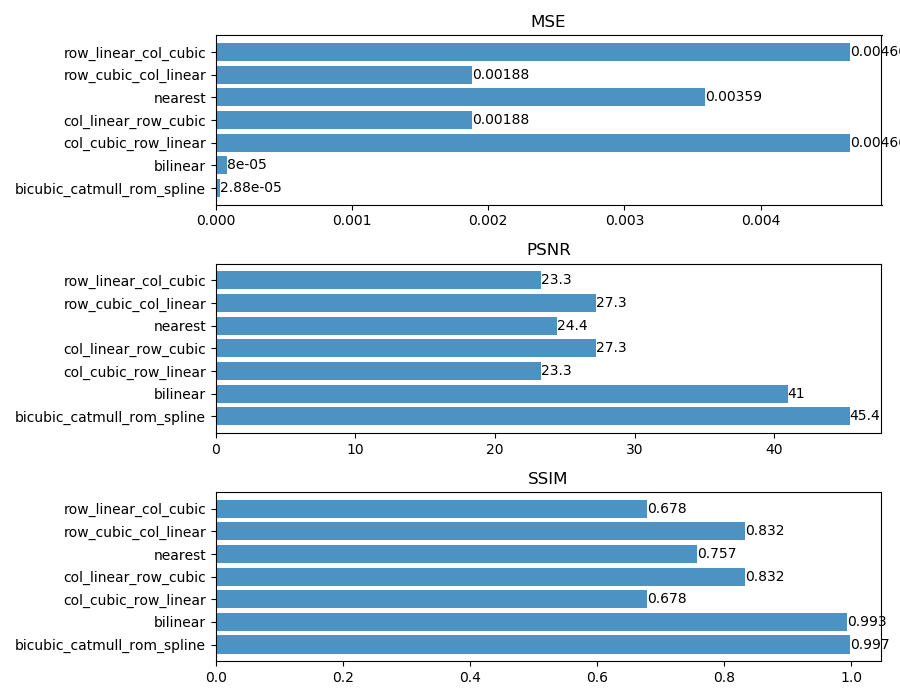 MSE
row_linear_col_cubic 0.00466
row_cubic_col_linear 0.00188
nearest 0.00359
col_linear_row_cubic 0.00188
col_cubic_row_linear 0.00466
bilinear 8e-05
bicubic_catmull_rom_spline 2.88e-05
0.000 0.001 0.002 0.003 0.004
PSNR
row_linear_col_cubic 23.3
row_cubic_col_linear 27.3
nearest 24.4
col_linear_row_cubic 27.3
col_cubic_row_linear 23.3
bilinear 41
bicubic_catmull_rom_spline 45.4
0 10 20 30 40
SSIM
row_linear_col_cubic 0.678
row_cubic_col_linear 0.832
nearest 0.757
col_linear_row_cubic 0.832
col_cubic_row_linear 0.678
bilinear 0.993
bicubic_catmull_rom_spline 0.997
0.0 0.2 0.4 0.6 0.8 1.0